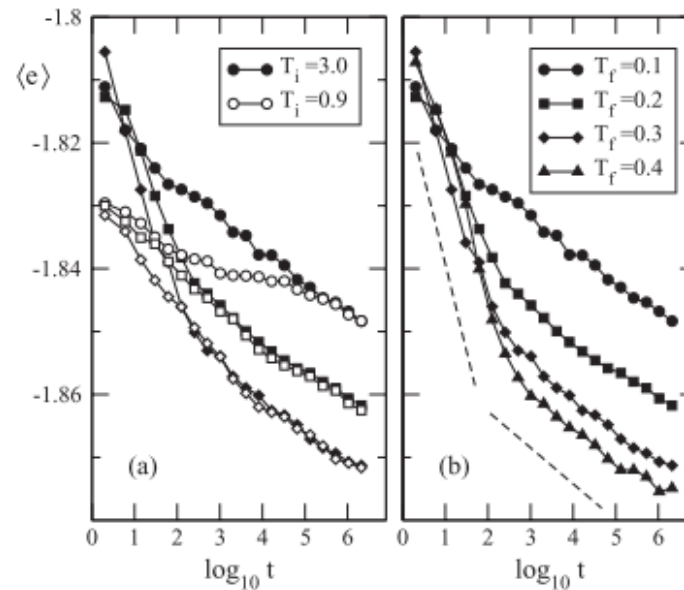 -1.8
-1.82
-1.84
-1.86
⟨e⟩
T_i=3.0
T_i=0.9
(a)
0 1 2 3 4 5 6
log_10 t
T_f=0.1
T_f=0.2
T_f=0.3
T_f=0.4
(b)
0 1 2 3 4 5 6
log_10 t